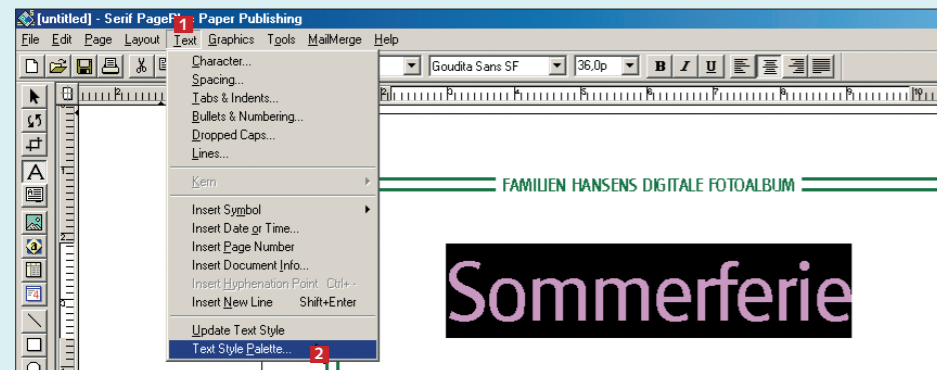 [untitled] - Serif PagePlus Paper Publishing
1
File Edit Page Layout Text Graphics Tools MailMerge Help
Goudita Sans SF 36,0p B I U
Character...
Spacing...
Tabs & Indents...
Bullets & Numbering...
Dropped Caps...
Lines...
Kern
Insert Symbol
Insert Date or Time...
Insert Page Number
Insert Document Info...
Insert Hyphenation Point Ctrl+-
Insert New Line Shift+Enter
Update Text Style
Text Style Palette... 2
FAMILIEN HANSENS DIGITALE FOTOALBUM
Sommerferie